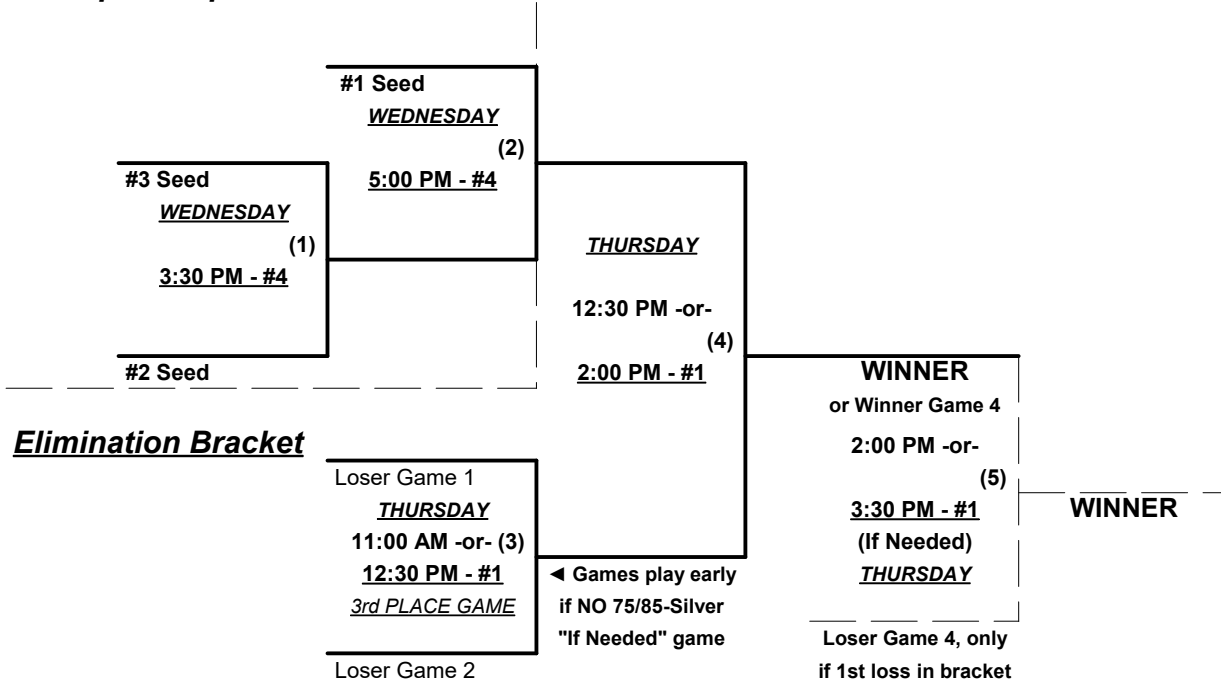 #1 Seed
WEDNESDAY
(2)
5:00 PM - #4
#3 Seed
WEDNESDAY
(1)
3:30 PM - #4
#2 Seed
THURSDAY
12:30 PM -or-
(4)
2:00 PM - #1
WINNER
or Winner Game 4
2:00 PM -or-
(5)
3:30 PM - #1
(If Needed)
THURSDAY
Loser Game 4, only
if 1st loss in bracket
WINNER
Elimination Bracket
Loser Game 1
THURSDAY
11:00 AM -or- (3)
12:30 PM - #1
3rd PLACE GAME
Loser Game 2
◄ Games play early
if NO 75/85-Silver
"If Needed" game